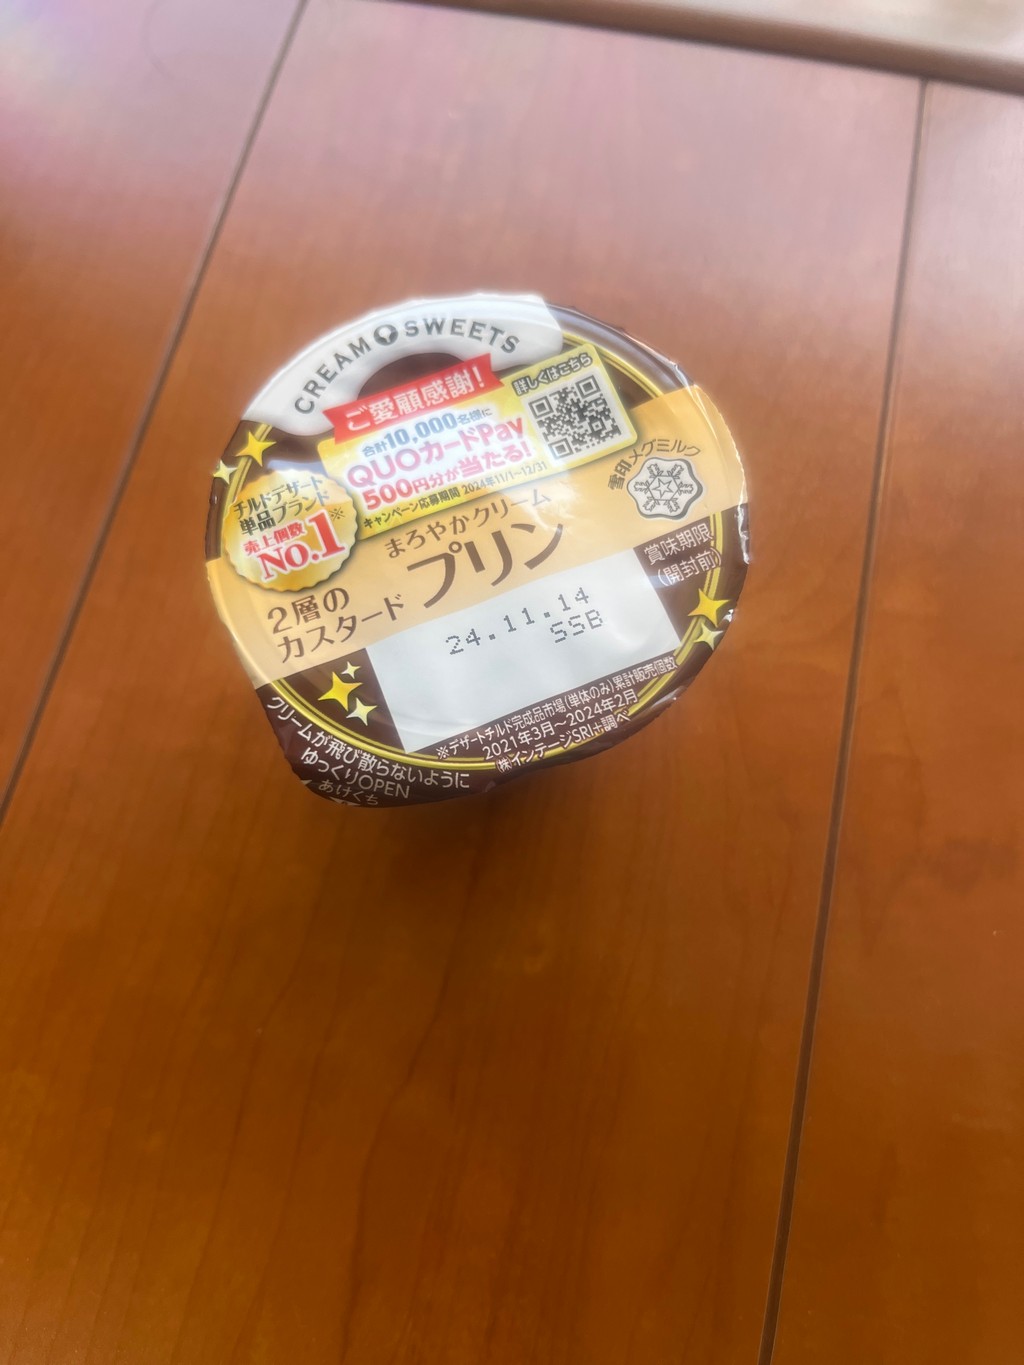 CREAM SWEETS
ご愛顧感謝!
合計10,000名様に
QUOカードPay
500円分が当たる!
キャンペーン応募期間 2024年11/1~12/31
詳しくはこちら
雪印メグミルク
チルドデザート
単品ブランド
売上個数
No.1※
まろやかクリーム
プリン
2層の
カスタード
賞味期限
(開封前)
24.11.14
SSB
※デザートチルド完成品市場(単体のみ)累計販売個数
2021年3月~2024年2月
㈱インテージSRI+調べ
クリームが飛び散らないように
ゆっくりOPEN
あけくち